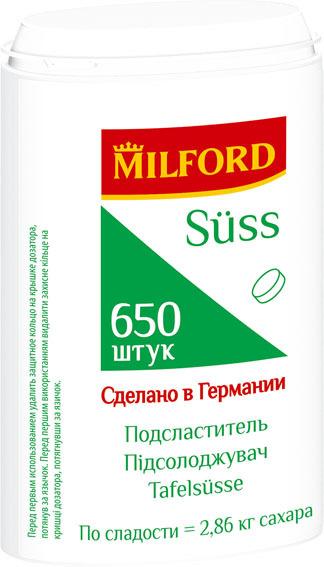 MILFORD
Süss
650
штук
Сделано в Германии
Подсластитель
Підсолоджувач
Tafelsüsse
По сладости = 2,86 кг сахара
Перед первым использованием удалить защитное кольцо на крышке дозатора,
потянув за язычок. Перед першим використанням видалити захисне кільце на
кришці дозатора, потягнувши за язичок.